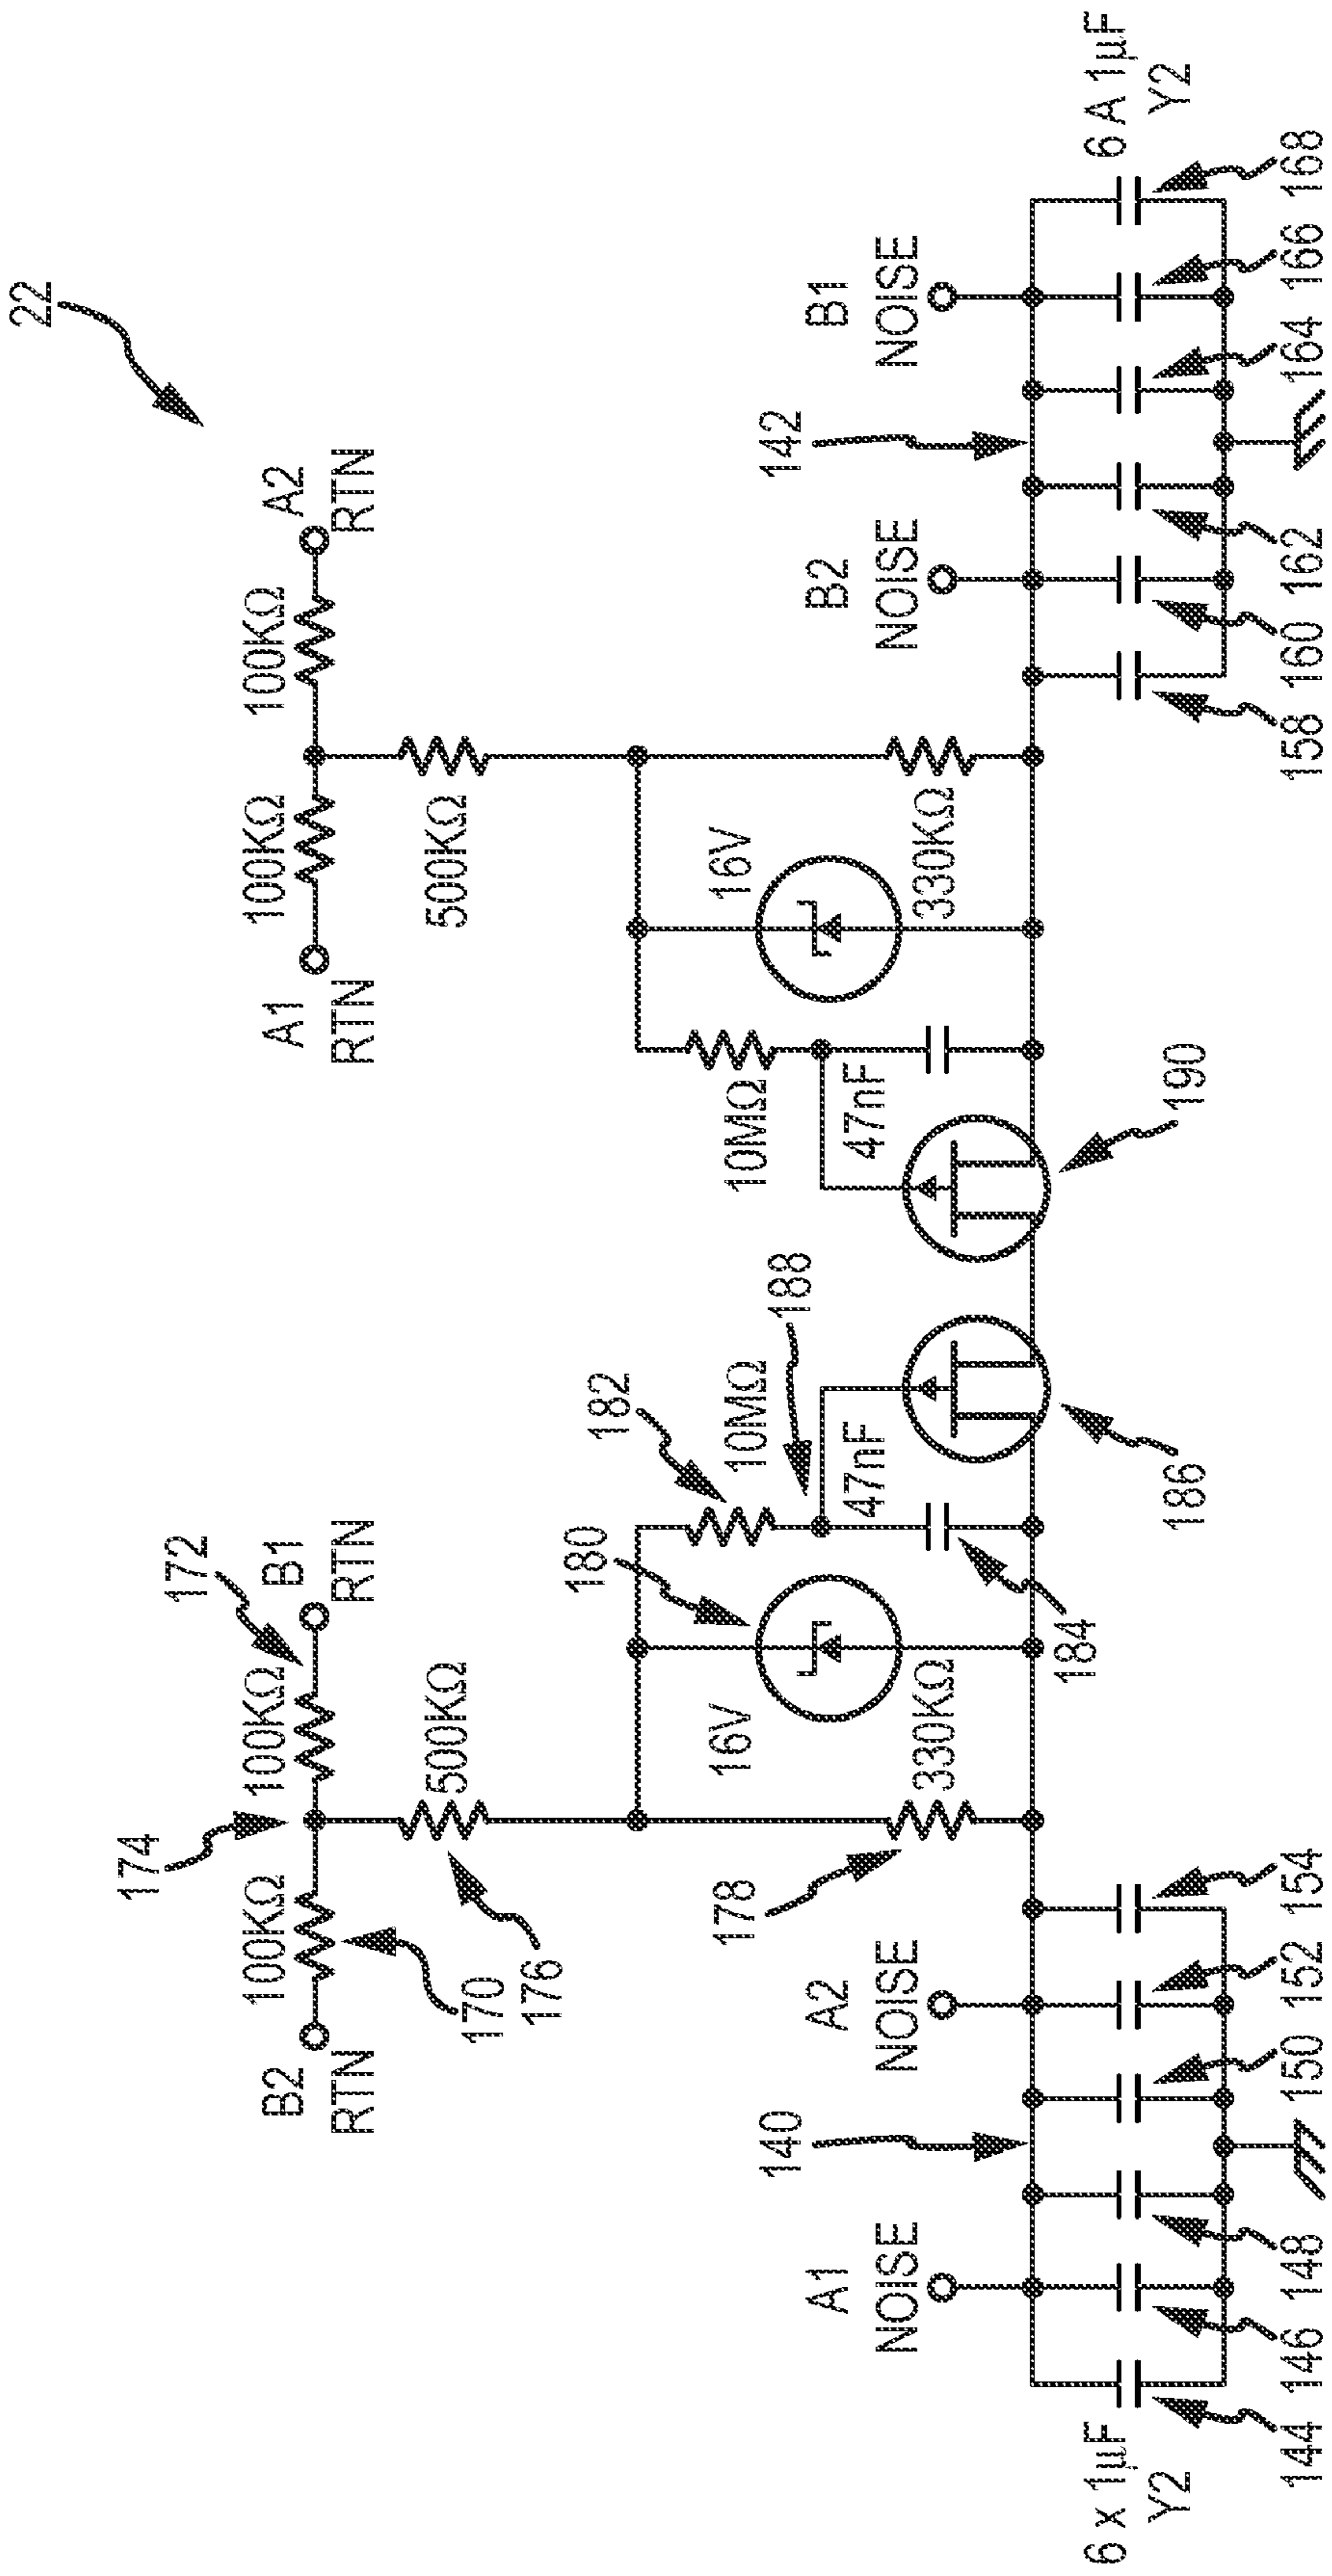 22
174
172
B2
RTN
100KΩ
100KΩ
B1
RTN
A1
RTN
100KΩ
100KΩ
A2
RTN
170
176
500KΩ
500KΩ
180
182
188
178
16V
10MΩ
10MΩ
16V
330KΩ
47nF
47nF
330KΩ
184
186
190
140
142
A1
NOISE
A2
NOISE
B2
NOISE
B1
NOISE
6 x 1µF
Y2
6 A 1µF
Y2
144
146
148
150
152
154
158
160
162
164
166
168